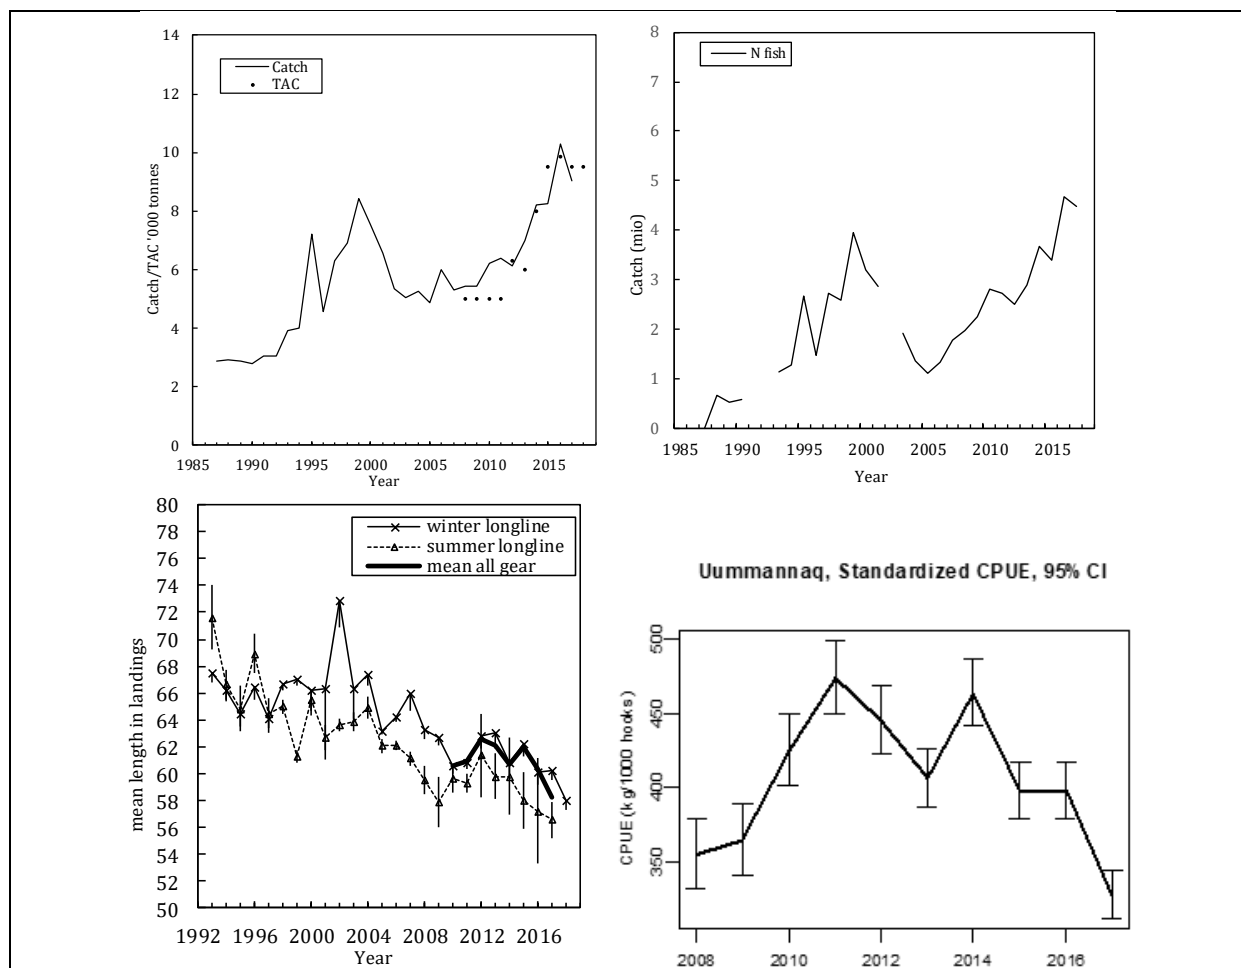 14
12
10
8
6
4
2
0
Catch/TAC '000 tonnes
Catch
TAC
1985 1990 1995 2000 2005 2010 2015
Year
8
7
6
5
4
3
2
1
0
Catch (mio)
N fish
1985 1990 1995 2000 2005 2010 2015
Year
80
78
76
74
72
70
68
66
64
62
60
58
56
54
52
50
mean length in landings
winter longline
summer longline
mean all gear
1992 1996 2000 2004 2008 2012 2016
Year
Uummannaq, Standardized CPUE, 95% CI
500
450
400
350
CPUE (kg/1000 hoks)
2008 2010 2012 2014 2016